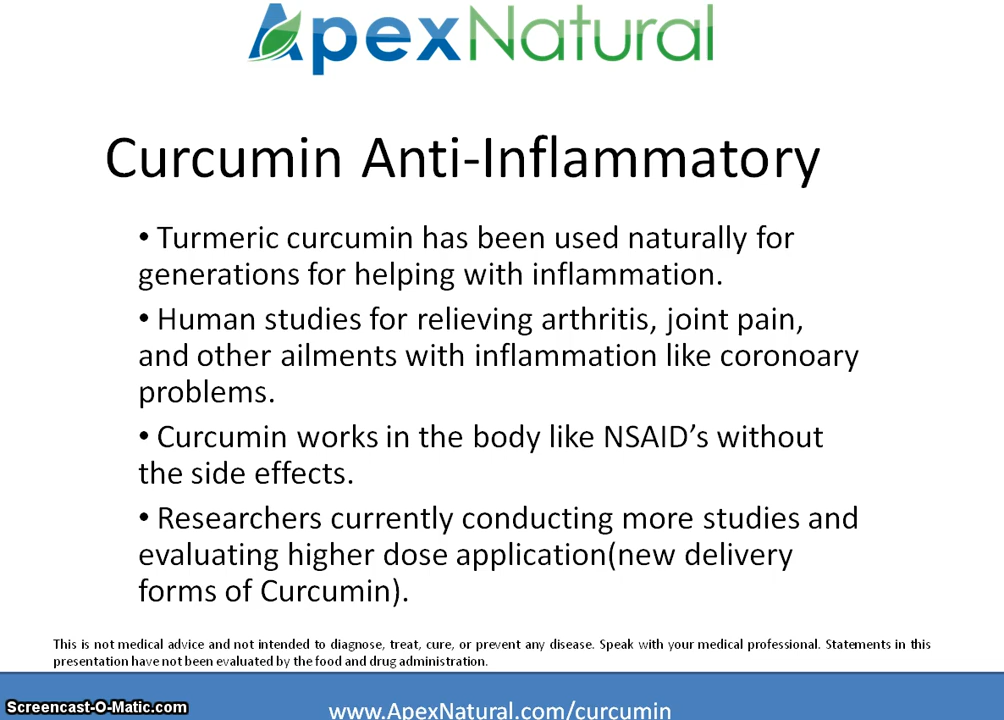 ApexNatural
Curcumin Anti-Inflammatory
• Turmeric curcumin has been used naturally for
generations for helping with inflammation.
• Human studies for relieving arthritis, joint pain,
and other ailments with inflammation like coronoary
problems.
• Curcumin works in the body like NSAID’s without
the side effects.
• Researchers currently conducting more studies and
evaluating higher dose application(new delivery
forms of Curcumin).
This is not medical advice and not intended to diagnose, treat, cure, or prevent any disease. Speak with your medical professional. Statements in this
presentation have not been evaluated by the food and drug administration.
Screencast-O-Matic.com
www.ApexNatural.com/curcumin